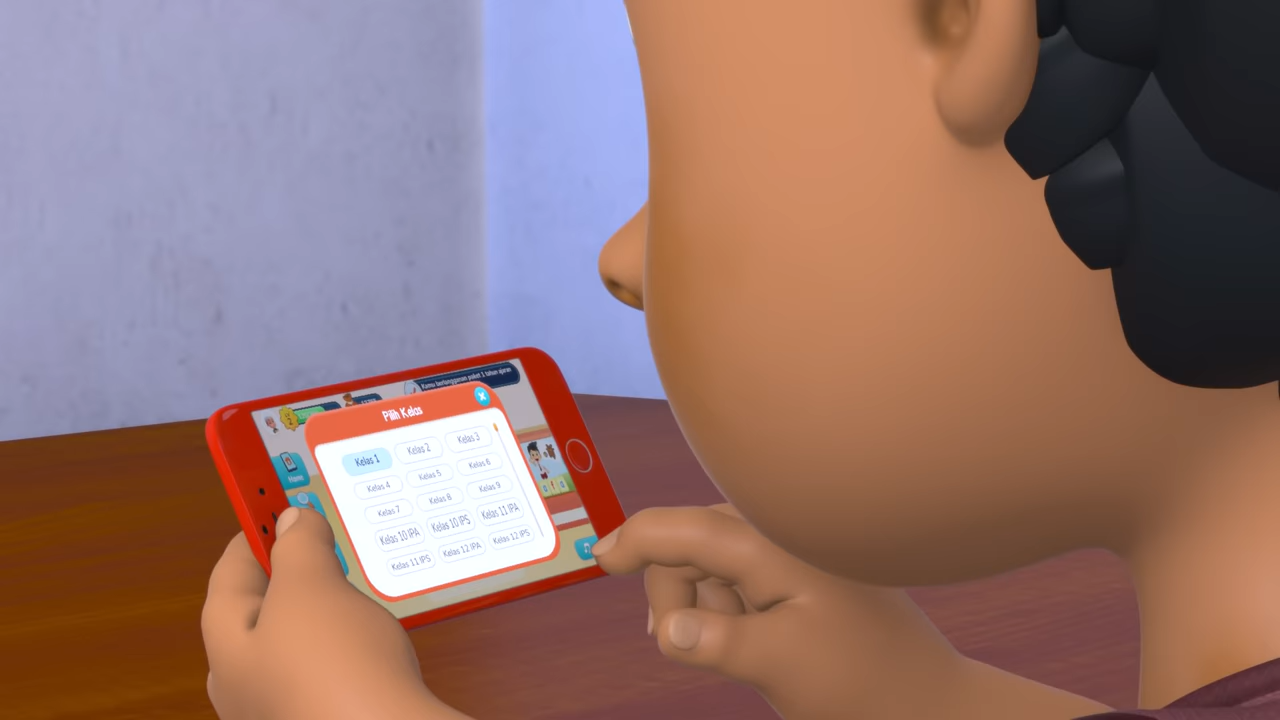 Kamu berlangganan paket 1 tahun ajaran
Pilih Kelas
Kelas 1 Kelas 2 Kelas 3
Kelas 4 Kelas 5 Kelas 6
Kelas 7 Kelas 8 Kelas 9
Kelas 10 IPA Kelas 10 IPS Kelas 11 IPA
Kelas 11 IPS Kelas 12 IPA Kelas 12 IPS
Home